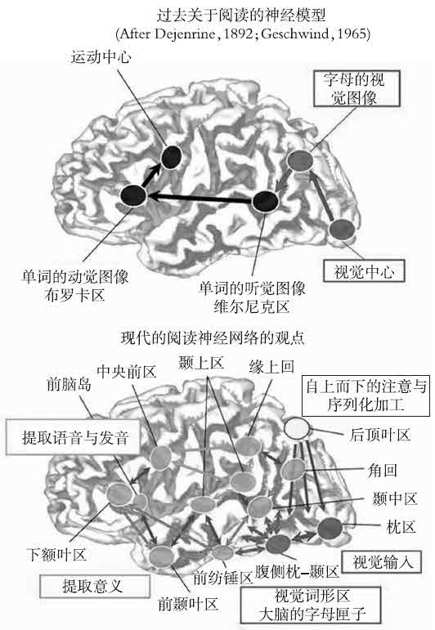 过去关于阅读的神经模型
(After Dejenrine, 1892; Geschwind, 1965)
运动中心
字母的视
觉图像
单词的动觉图像
布罗卡区
单词的听觉图像
维尔尼克区
视觉中心
现代的阅读神经网络的观点
颞上区
中央前区
缘上回
前脑岛
自上而下的注意与
序列化加工
提取语音与发音
后顶叶区
角回
颞中区
枕区
下额叶区
视觉输入
前纺锤区
腹侧枕-颞区
提取意义
前颞叶区
视觉词形区
大脑的字母匣子